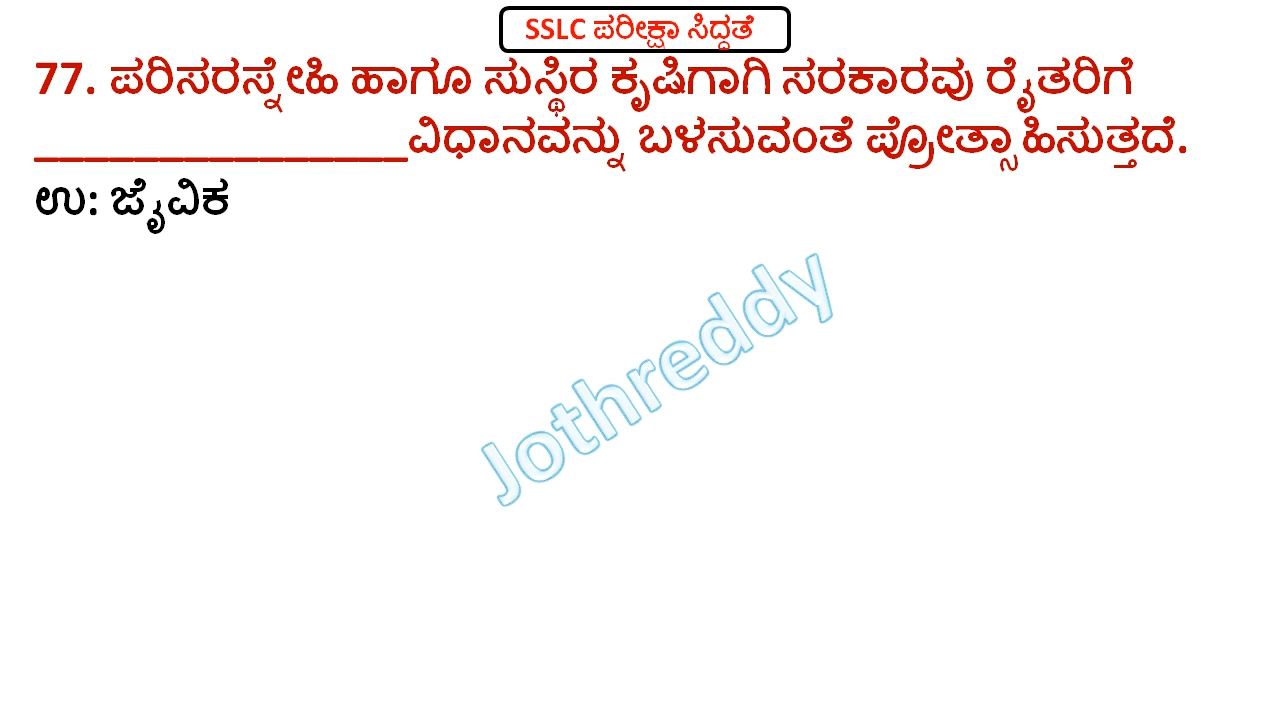 SSLC ಪರೀಕ್ಷಾ ಸಿದ್ಧತೆ
77. ಪರಿಸರಸ್ನೇಹಿ ಹಾಗೂ ಸುಸ್ಥಿರ ಕೃಷಿಗಾಗಿ ಸರಕಾರವು ರೈತರಿಗೆ
_______________ವಿಧಾನವನ್ನು ಬಳಸುವಂತೆ ಪ್ರೋತ್ಸಾಹಿಸುತ್ತದೆ.
ಉ: ಜೈವಿಕ
Jothreddy